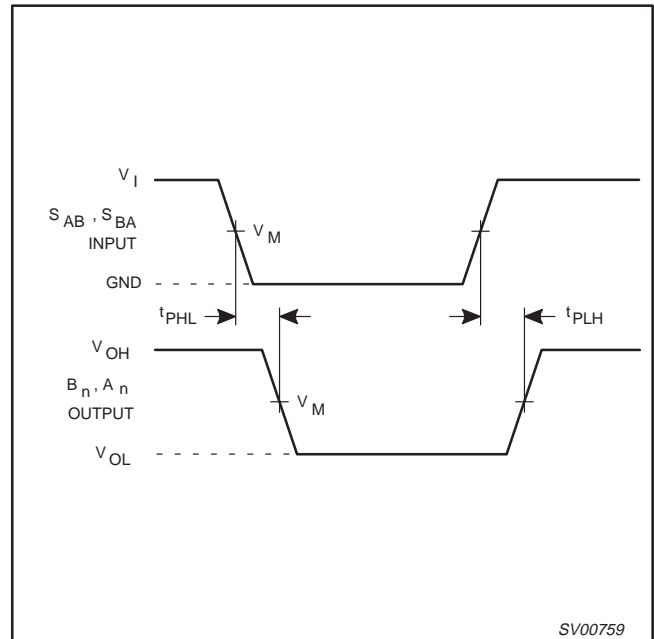 V I
S AB , S BA
INPUT
V M
GND
t PHL
t PLH
V OH
B n , A n
OUTPUT
V M
V OL
SV00759